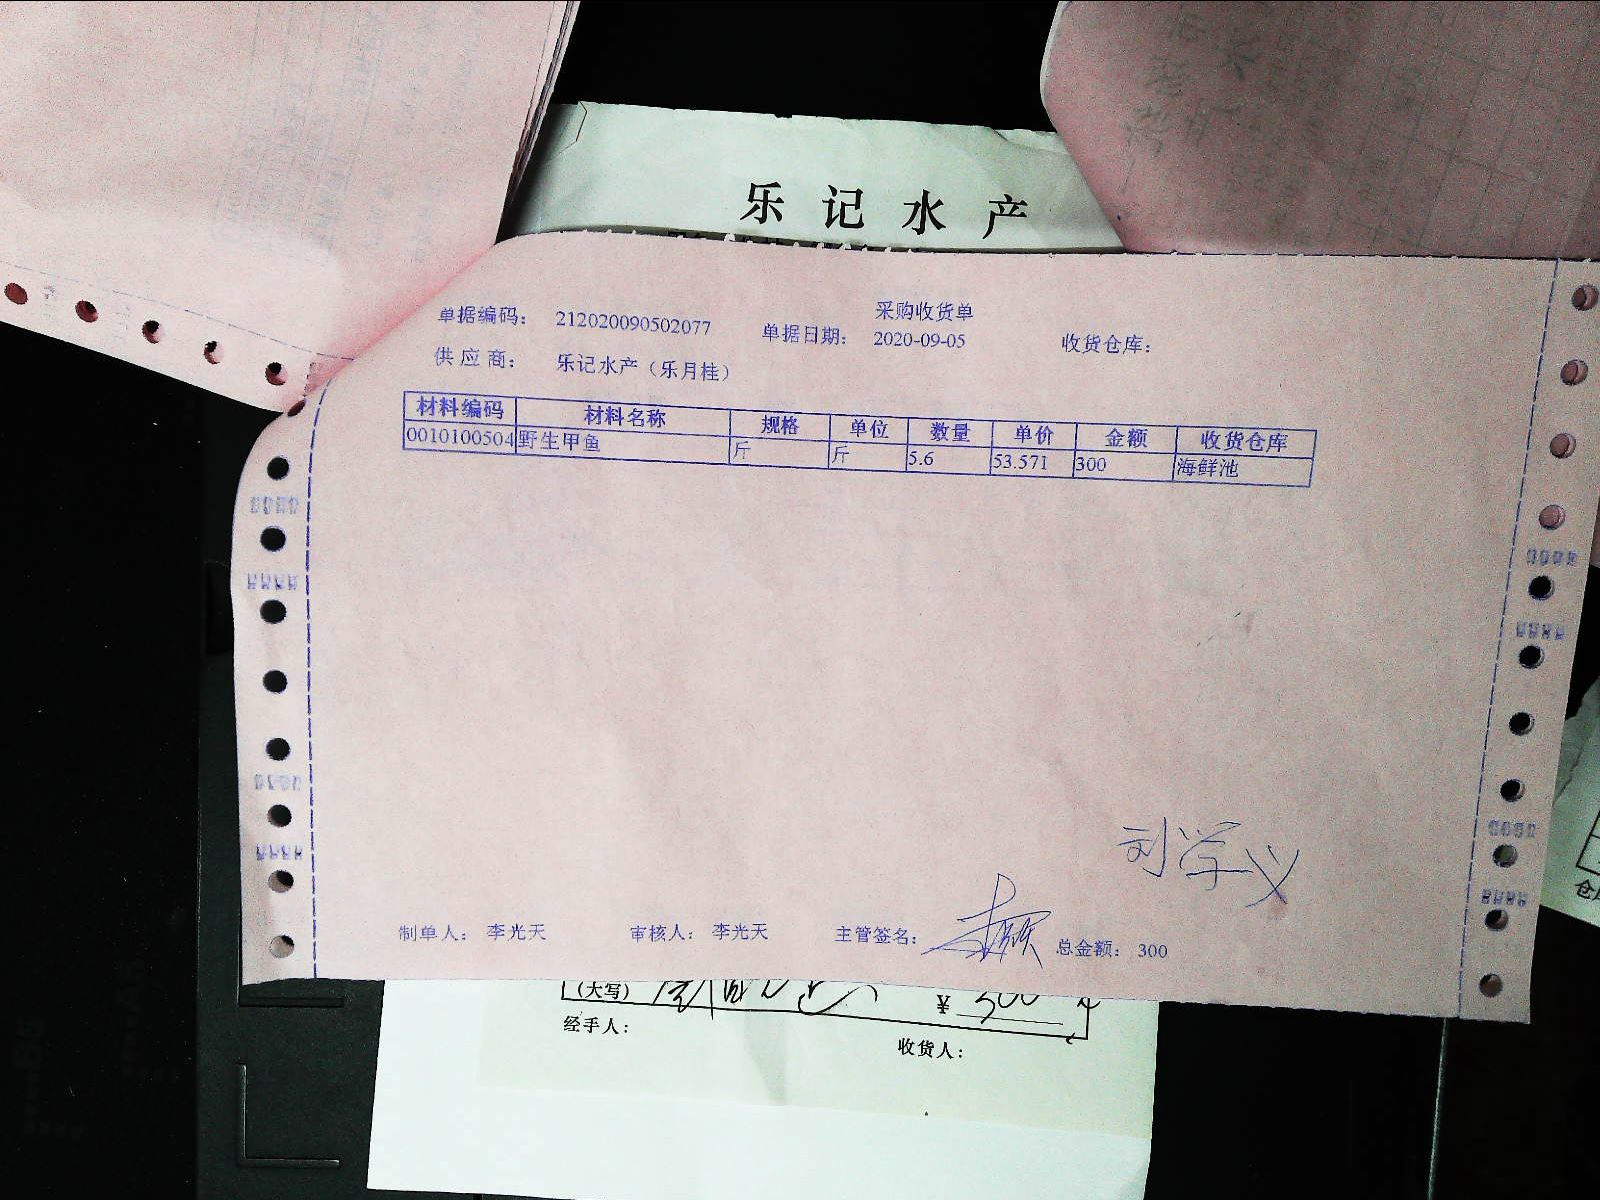 乐记水产
采购收货单
单据编码： 212020090502077 单据日期： 2020-09-05 收货仓库：
供应商： 乐记水产（乐月桂）
材料编码 材料名称 规格 单位 数量 单价 金额 收货仓库
0010100504 野生甲鱼 斤 斤 5.6 53.571 300 海鲜池
刘学义
制单人： 李光天 审核人： 李光天 主管签名： 总金额： 300
（大写） ¥ 300
经手人：
收货人：